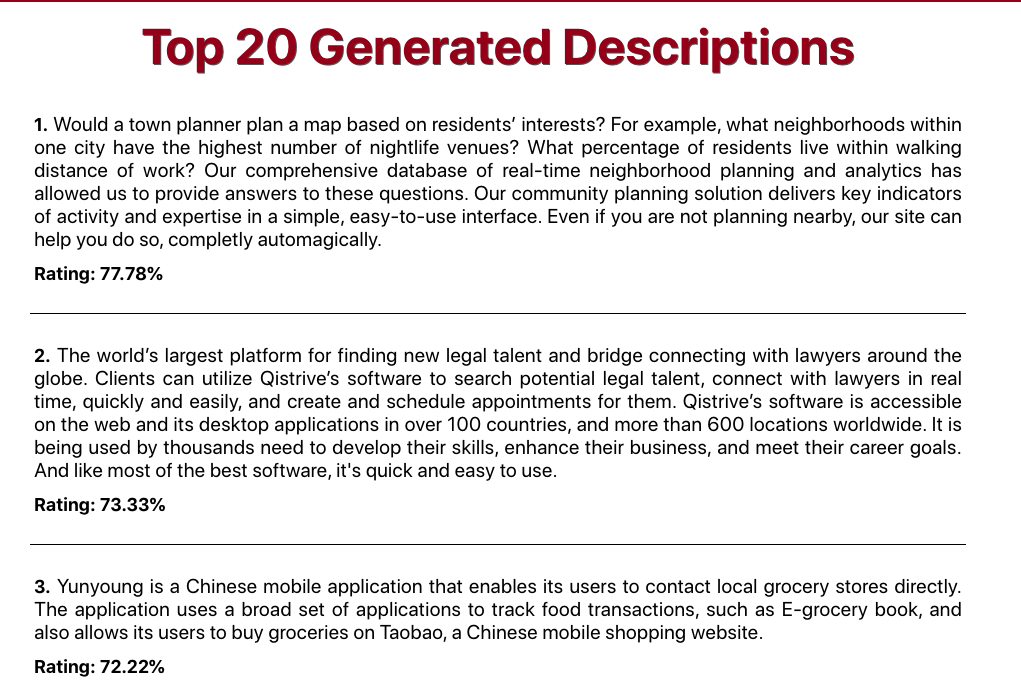 Top 20 Generated Descriptions
1. Would a town planner plan a map based on residents’ interests? For example, what neighborhoods within
one city have the highest number of nightlife venues? What percentage of residents live within walking
distance of work? Our comprehensive database of real-time neighborhood planning and analytics has
allowed us to provide answers to these questions. Our community planning solution delivers key indicators
of activity and expertise in a simple, easy-to-use interface. Even if you are not planning nearby, our site can
help you do so, completly automagically.
Rating: 77.78%
2. The world’s largest platform for finding new legal talent and bridge connecting with lawyers around the
globe. Clients can utilize Qistrive’s software to search potential legal talent, connect with lawyers in real
time, quickly and easily, and create and schedule appointments for them. Qistrive’s software is accessible
on the web and its desktop applications in over 100 countries, and more than 600 locations worldwide. It is
being used by thousands need to develop their skills, enhance their business, and meet their career goals.
And like most of the best software, it's quick and easy to use.
Rating: 73.33%
3. Yunyoung is a Chinese mobile application that enables its users to contact local grocery stores directly.
The application uses a broad set of applications to track food transactions, such as E-grocery book, and
also allows its users to buy groceries on Taobao, a Chinese mobile shopping website.
Rating: 72.22%